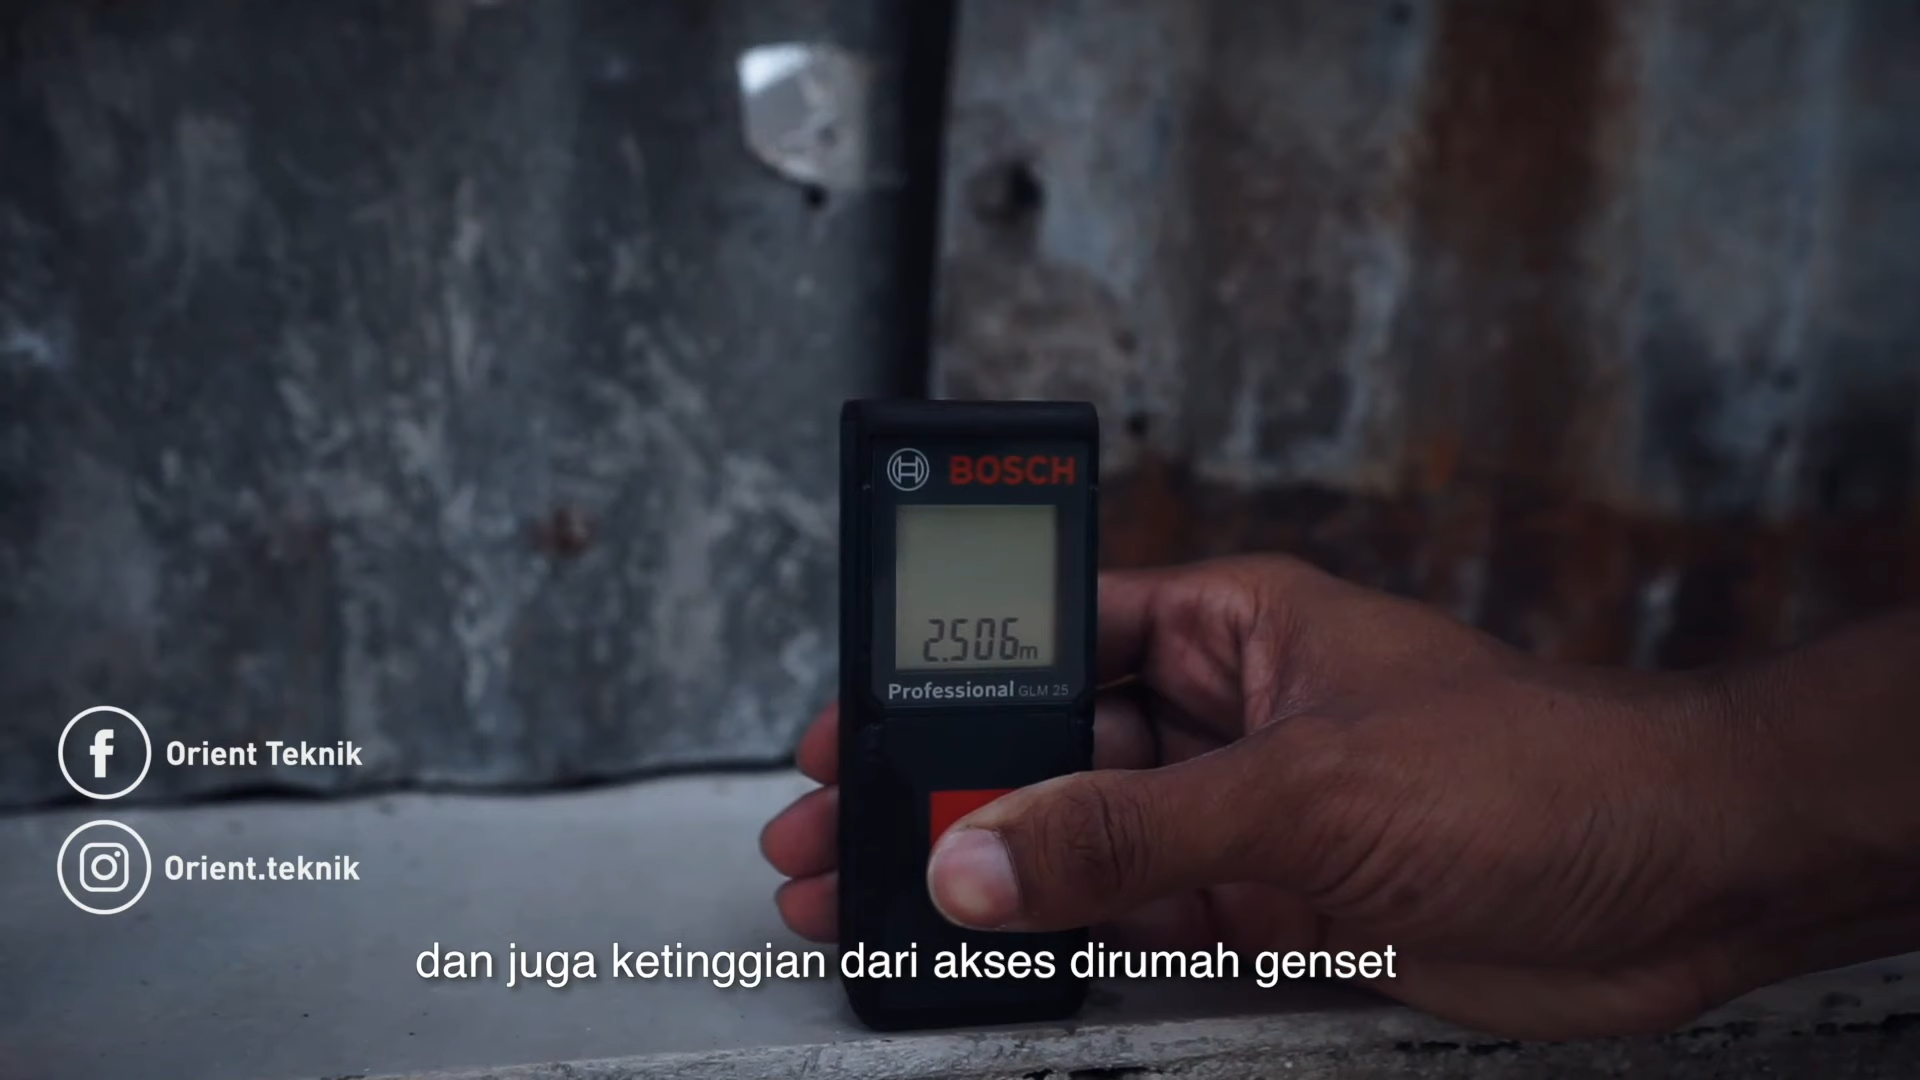 BOSCH
2.506m
Professional GLM 25
Orient Teknik
Orient.teknik
dan juga ketinggian dari akses dirumah genset